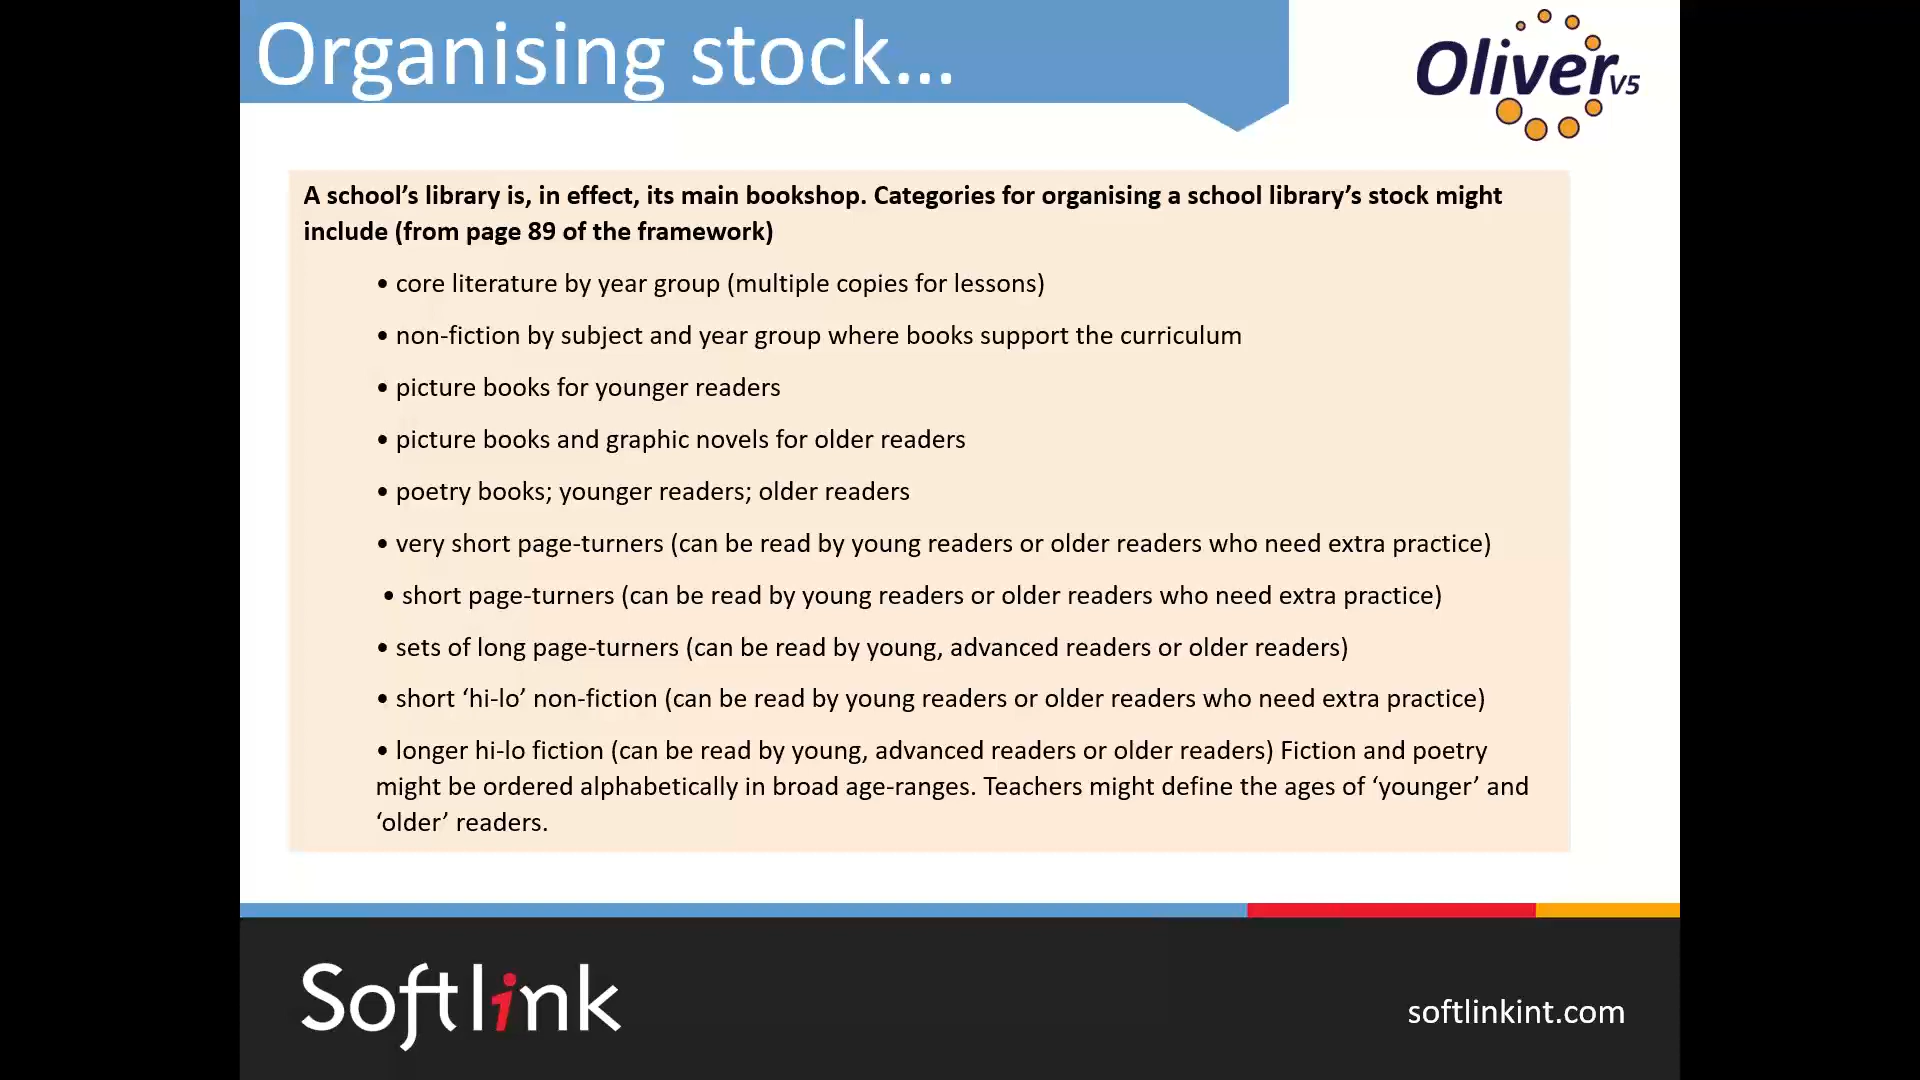 Organising stock...
Oliver V5
A school’s library is, in effect, its main bookshop. Categories for organising a school library’s stock might
include (from page 89 of the framework)
• core literature by year group (multiple copies for lessons)
• non-fiction by subject and year group where books support the curriculum
• picture books for younger readers
• picture books and graphic novels for older readers
• poetry books; younger readers; older readers
• very short page-turners (can be read by young readers or older readers who need extra practice)
• short page-turners (can be read by young readers or older readers who need extra practice)
• sets of long page-turners (can be read by young, advanced readers or older readers)
• short ‘hi-lo’ non-fiction (can be read by young readers or older readers who need extra practice)
• longer hi-lo fiction (can be read by young, advanced readers or older readers) Fiction and poetry
might be ordered alphabetically in broad age-ranges. Teachers might define the ages of ‘younger’ and
‘older’ readers.
Softlink
softlinkint.com